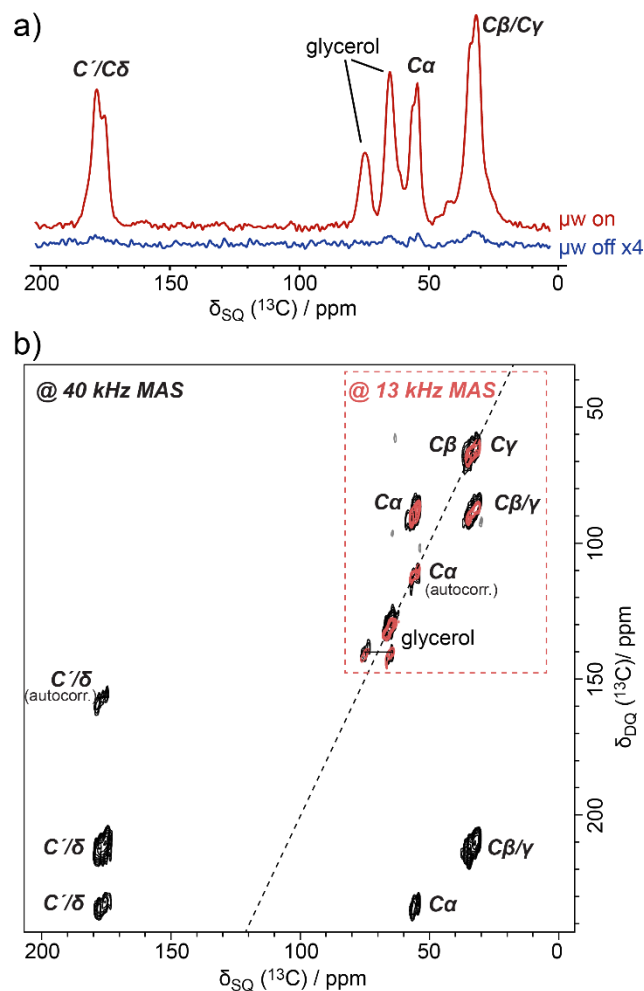 a)
Cβ/Cγ
glycerol
C´/Cδ
Cα
µw on
µw off x4
200
150
100
50
0
δSQ (13C) / ppm
b)
@ 40 kHz MAS
@ 13 kHz MAS
50
Cβ
Cγ
Cα
Cβ/γ
100
Cα
(autocorr.)
glycerol
C´/δ
(autocorr.)
150
δDQ (13C)/ ppm
200
C´/δ
Cβ/γ
C´/δ
Cα
200
150
100
50
0
δSQ (13C) / ppm